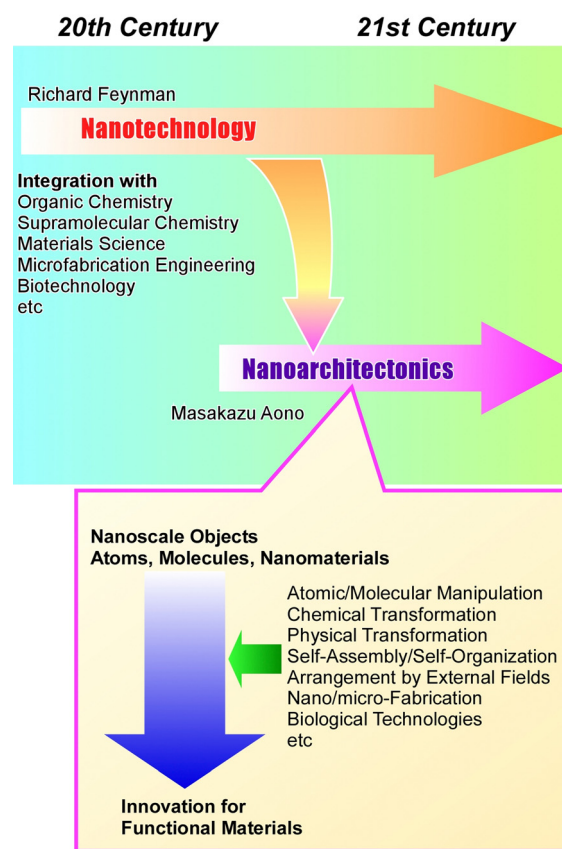 20th Century 21st Century
Richard Feynman
Nanotechnology
Integration with
Organic Chemistry
Supramolecular Chemistry
Materials Science
Microfabrication Engineering
Biotechnology
etc
Nanoarchitectonics
Masakazu Aono
Nanoscale Objects
Atoms, Molecules, Nanomaterials
Atomic/Molecular Manipulation
Chemical Transformation
Physical Transformation
Self-Assembly/Self-Organization
Arrangement by External Fields
Nano/micro-Fabrication
Biological Technologies
etc
Innovation for
Functional Materials